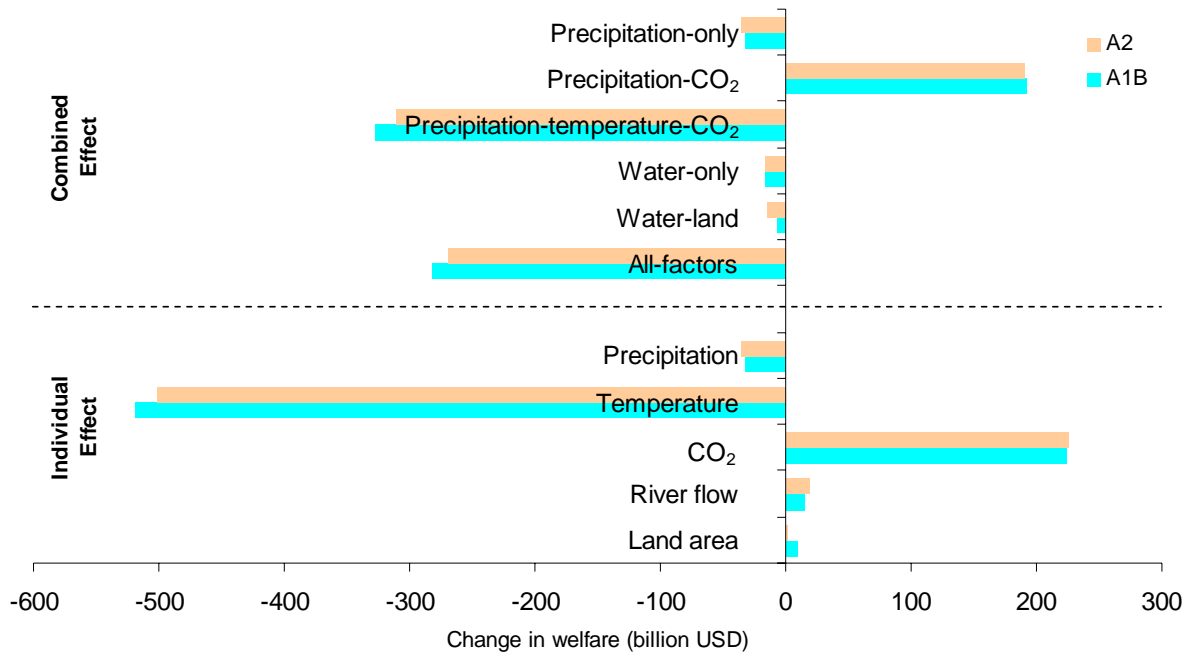 Precipitation-only
Precipitation-CO₂
Precipitation-temperature-CO₂
Water-only
Water-land
All-factors
Combined
Effect
A2
A1B
Precipitation
Temperature
CO₂
River flow
Land area
Individual
Effect
-600 -500 -400 -300 -200 -100 0 100 200 300
Change in welfare (billion USD)